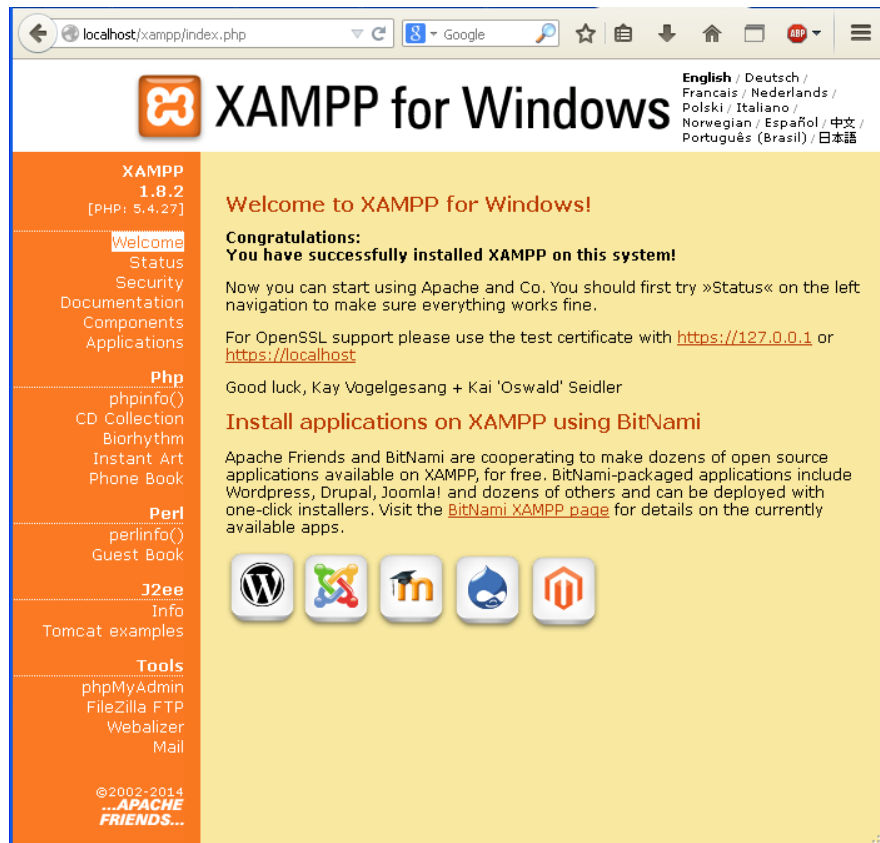 localhost/xampp/index.php
8
Google
ABP
XAMPP for Windows
English / Deutsch /
Francais / Nederlands /
Polski / Italiano /
Norwegian / Español / 中文 /
Português (Brasil) / 日本語
XAMPP
1.8.2
[PHP: 5.4.27]
Welcome
Status
Security
Documentation
Components
Applications
Php
phpinfo()
CD Collection
Biorhythm
Instant Art
Phone Book
Perl
perlinfo()
Guest Book
J2ee
Info
Tomcat examples
Tools
phpMyAdmin
FileZilla FTP
Webalizer
Mail
©2002-2014
...APACHE
FRIENDS...
Welcome to XAMPP for Windows!
Congratulations:
You have successfully installed XAMPP on this system!
Now you can start using Apache and Co. You should first try »Status« on the left
navigation to make sure everything works fine.
For OpenSSL support please use the test certificate with https://127.0.0.1 or
https://localhost
Good luck, Kay Vogelgesang + Kai 'Oswald' Seidler
Install applications on XAMPP using BitNami
Apache Friends and BitNami are cooperating to make dozens of open source
applications available on XAMPP, for free. BitNami-packaged applications include
Wordpress, Drupal, Joomla! and dozens of others and can be deployed with
one-click installers. Visit the BitNami XAMPP page for details on the currently
available apps.